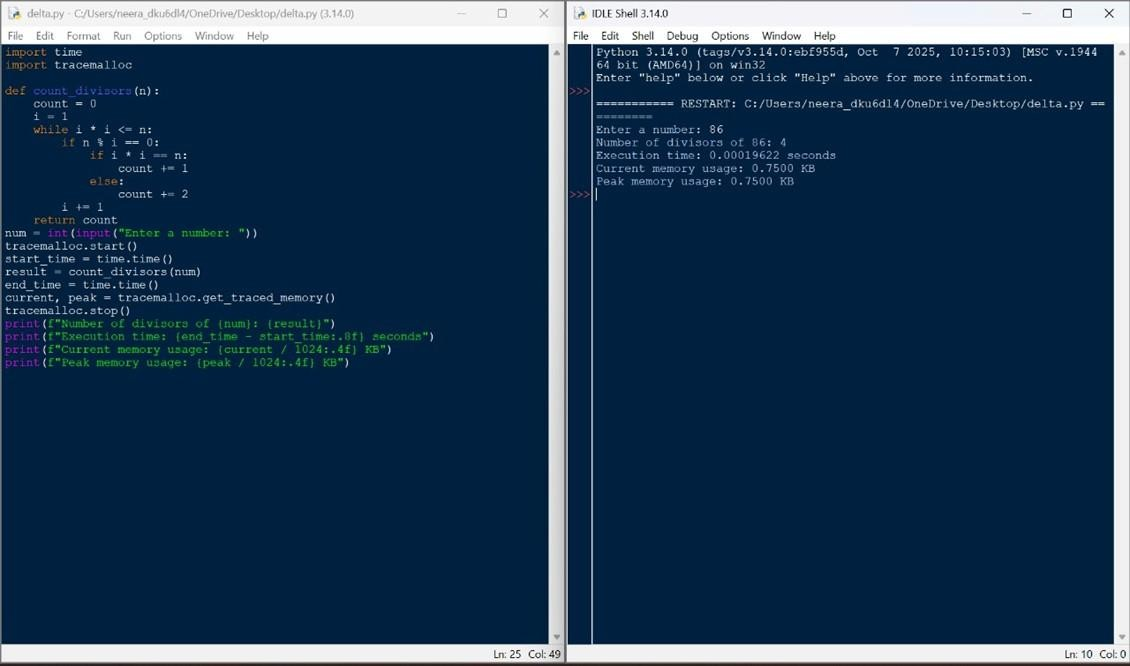 delta.py - C:/Users/neera_dku6dl4/OneDrive/Desktop/delta.py (3.14.0)
File Edit Format Run Options Window Help
import time
import tracemalloc

def count_divisors(n):
    count = 0
    i = 1
    while i * i <= n:
        if n % i == 0:
            if i * i == n:
                count += 1
            else:
                count += 2
        i += 1
    return count
num = int(input("Enter a number: "))
tracemalloc.start()
start_time = time.time()
result = count_divisors(num)
end_time = time.time()
current, peak = tracemalloc.get_traced_memory()
tracemalloc.stop()
print(f"Number of divisors of {num}: {result}")
print(f"Execution time: {end_time - start_time:.8f} seconds")
print(f"Current memory usage: {current / 1024:.4f} KB")
print(f"Peak memory usage: {peak / 1024:.4f} KB")
Ln: 25 Col: 49
IDLE Shell 3.14.0
File Edit Shell Debug Options Window Help
Python 3.14.0 (tags/v3.14.0:ebf955d, Oct  7 2025, 10:15:03) [MSC v.1944
64 bit (AMD64)] on win32
Enter "help" below or click "Help" above for more information.
>>>
=========== RESTART: C:/Users/neera_dku6dl4/OneDrive/Desktop/delta.py ==
========
Enter a number: 86
Number of divisors of 86: 4
Execution time: 0.00019622 seconds
Current memory usage: 0.7500 KB
Peak memory usage: 0.7500 KB
>>>
Ln: 10 Col: 0